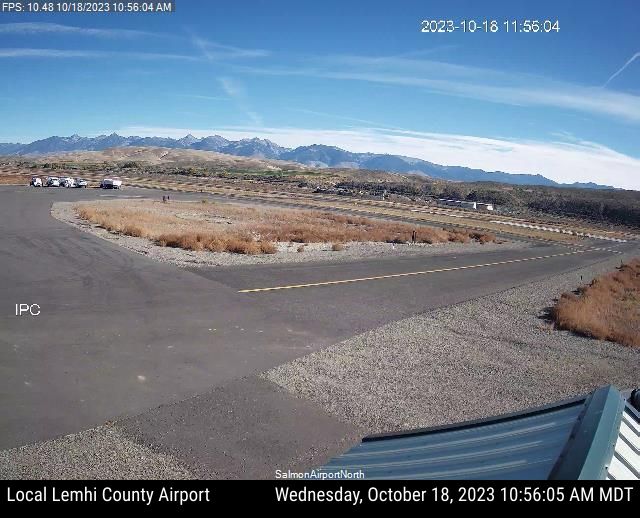 FPS: 10.48 10/18/2023 10:56:04 AM
2023-10-18 11:56:04
IPC
SalmonAirportNorth
Local Lemhi County Airport Wednesday, October 18, 2023 10:56:05 AM MDT